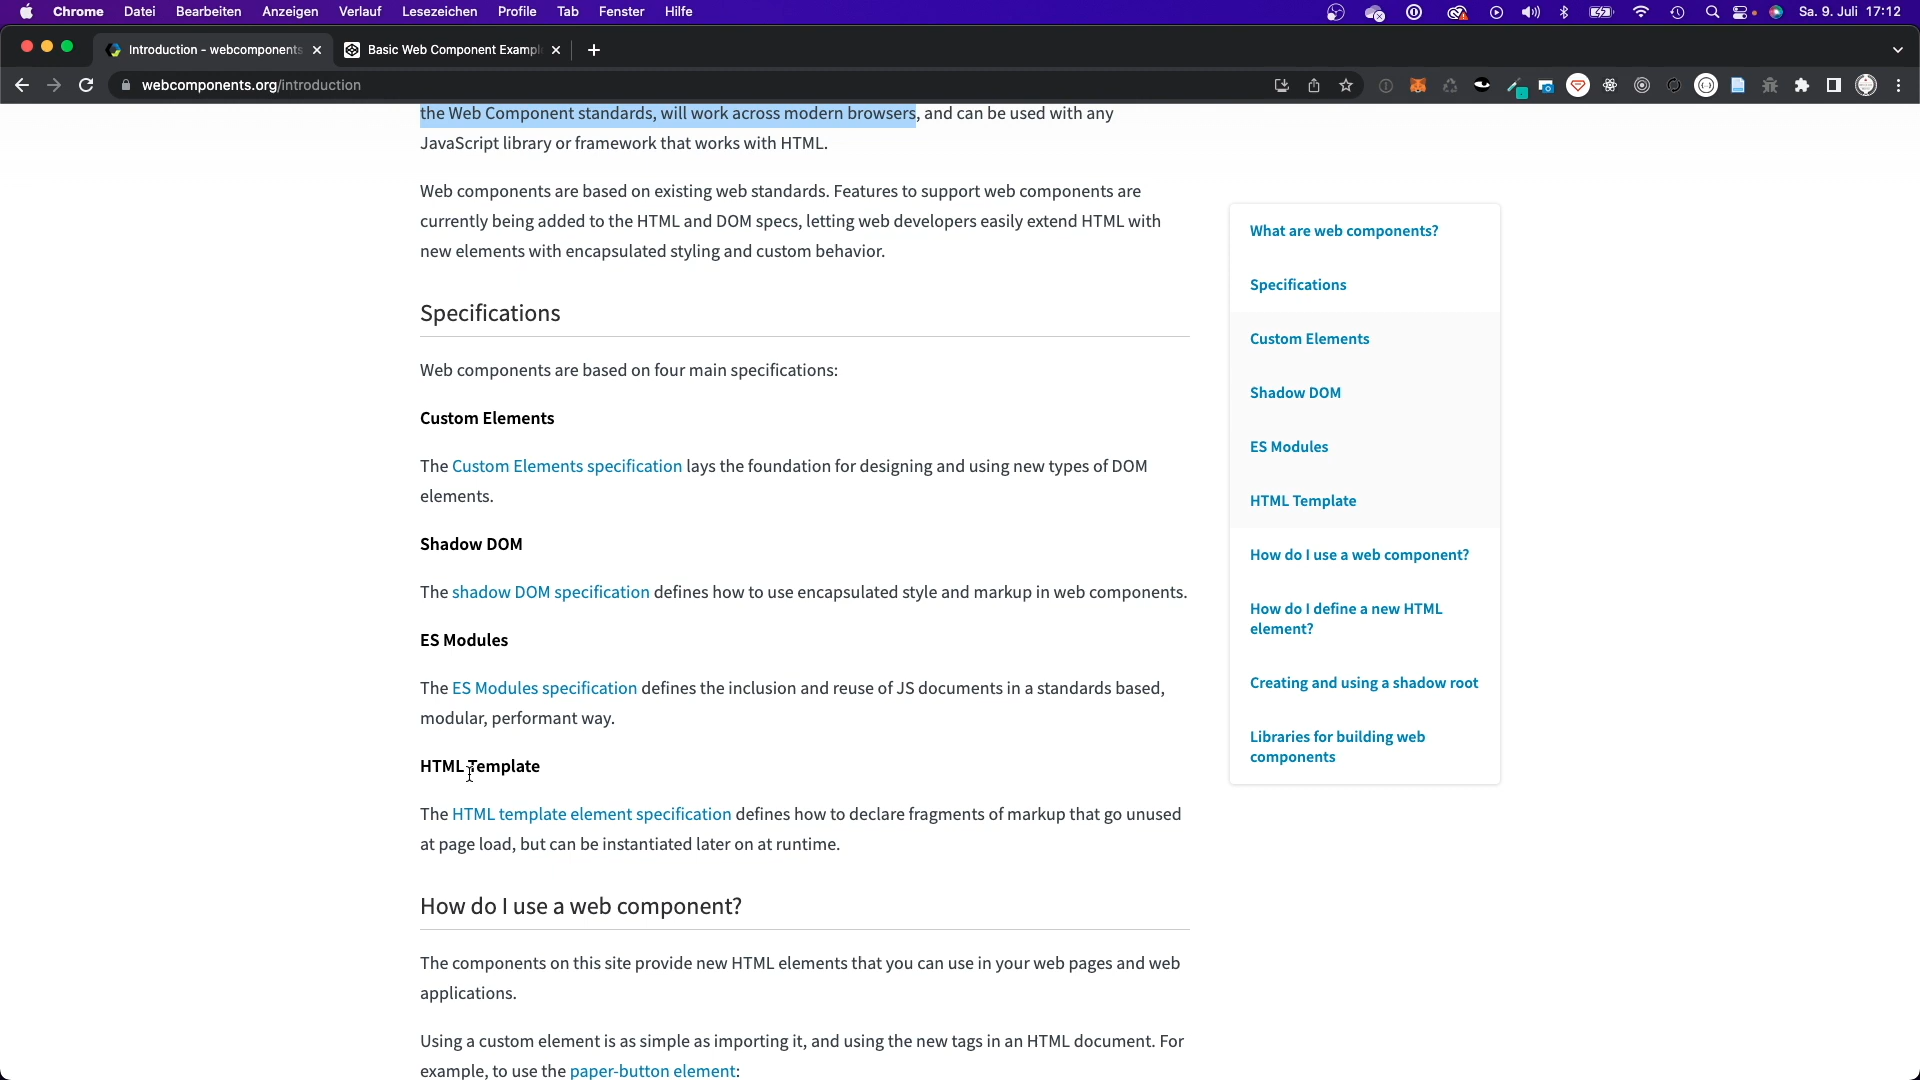 Chrome Datei Bearbeiten Anzeigen Verlauf Lesezeichen Profile Tab Fenster Hilfe Sa. 9. Juli 17:12
Introduction - webcomponents Basic Web Component Exampl
webcomponents.org/introduction
the Web Component standards, will work across modern browsers, and can be used with any
JavaScript library or framework that works with HTML.
Web components are based on existing web standards. Features to support web components are
currently being added to the HTML and DOM specs, letting web developers easily extend HTML with
new elements with encapsulated styling and custom behavior.
Specifications
Web components are based on four main specifications:
Custom Elements
The Custom Elements specification lays the foundation for designing and using new types of DOM
elements.
Shadow DOM
The shadow DOM specification defines how to use encapsulated style and markup in web components.
ES Modules
The ES Modules specification defines the inclusion and reuse of JS documents in a standards based,
modular, performant way.
HTML Template
The HTML template element specification defines how to declare fragments of markup that go unused
at page load, but can be instantiated later on at runtime.
How do I use a web component?
The components on this site provide new HTML elements that you can use in your web pages and web
applications.
Using a custom element is as simple as importing it, and using the new tags in an HTML document. For
example, to use the paper-button element:
What are web components?
Specifications
Custom Elements
Shadow DOM
ES Modules
HTML Template
How do I use a web component?
How do I define a new HTML
element?
Creating and using a shadow root
Libraries for building web
components